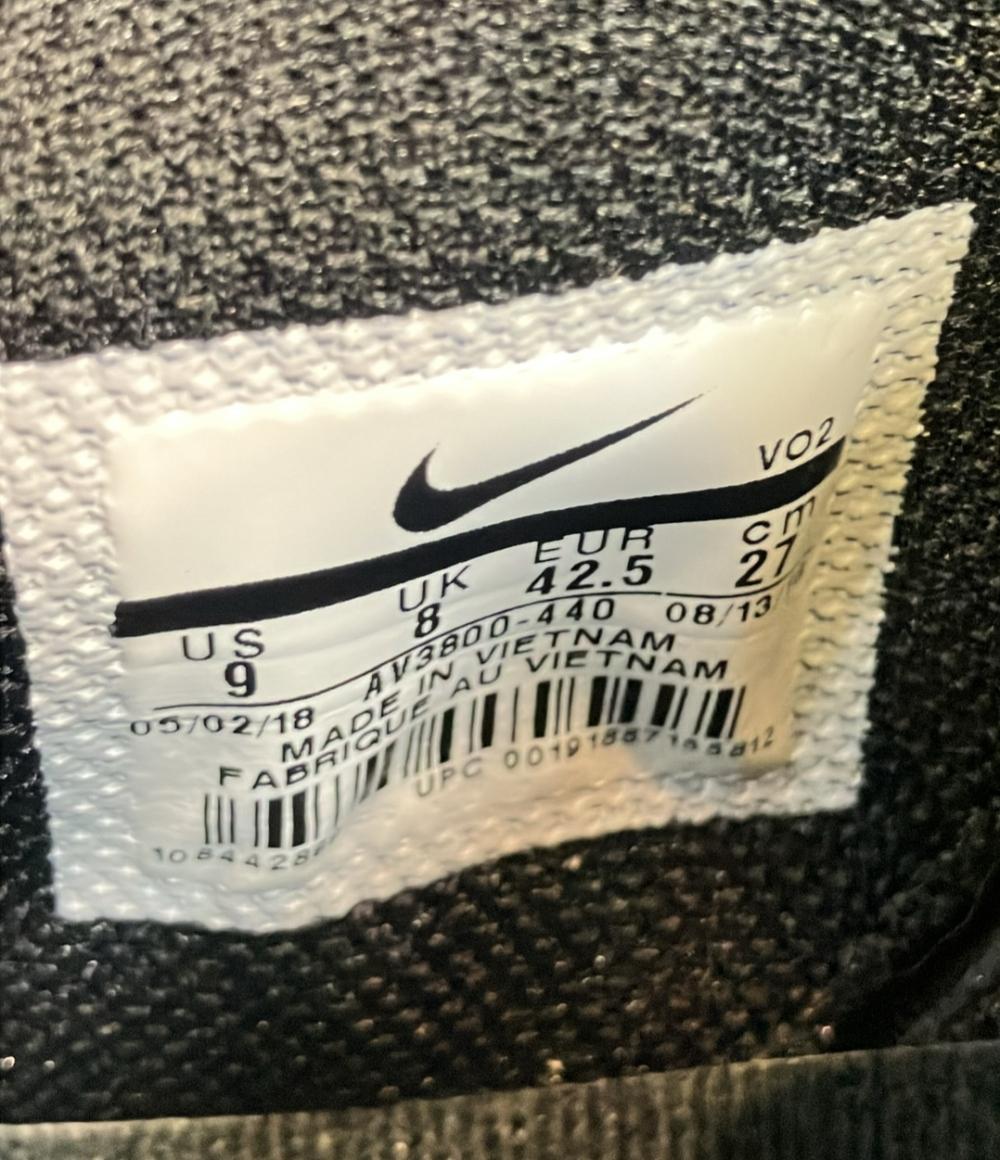 VO2
US UK EUR cm
9 8 42.5 27
05/02/18 AV3800-440 08/13
MADE IN VIETNAM
FABRIQUE AU VIETNAM
UPC